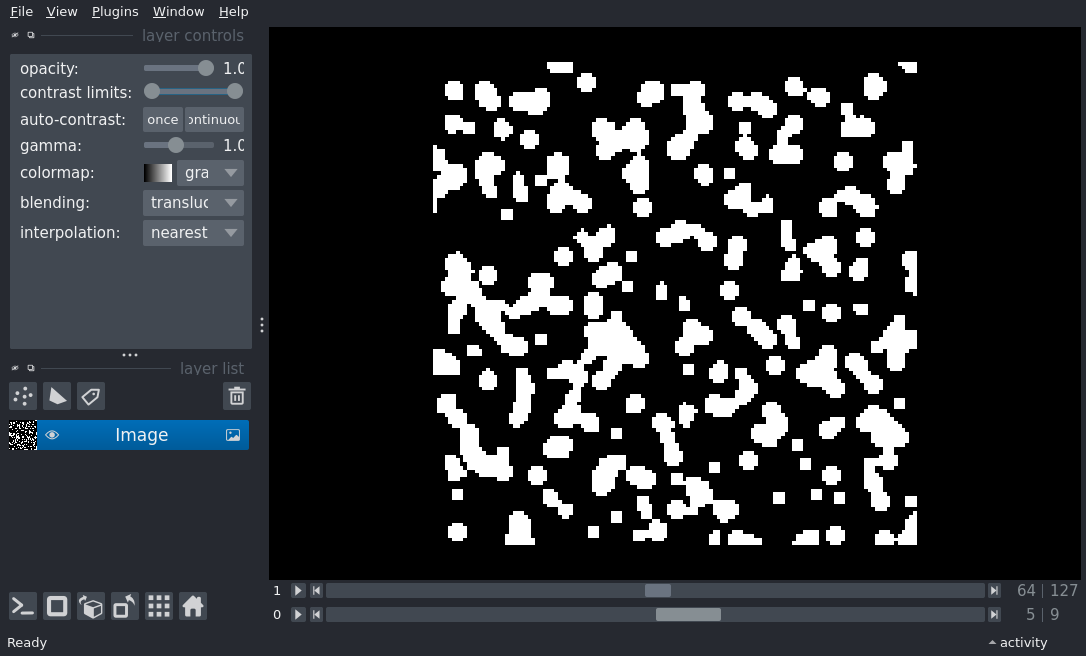 File View Plugins Window Help
layer controls
opacity: 1.0
contrast limits:
auto-contrast: once ontinuou
gamma: 1.0
colormap: gra
blending: transluc
interpolation: nearest
layer list
Image
1 64 | 127
0 5 | 9
Ready activity